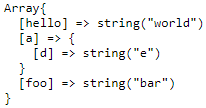 Array{
  [hello] => string("world")
  [a] => {
    [d] => string("e")
  }
  [foo] => string("bar")
}